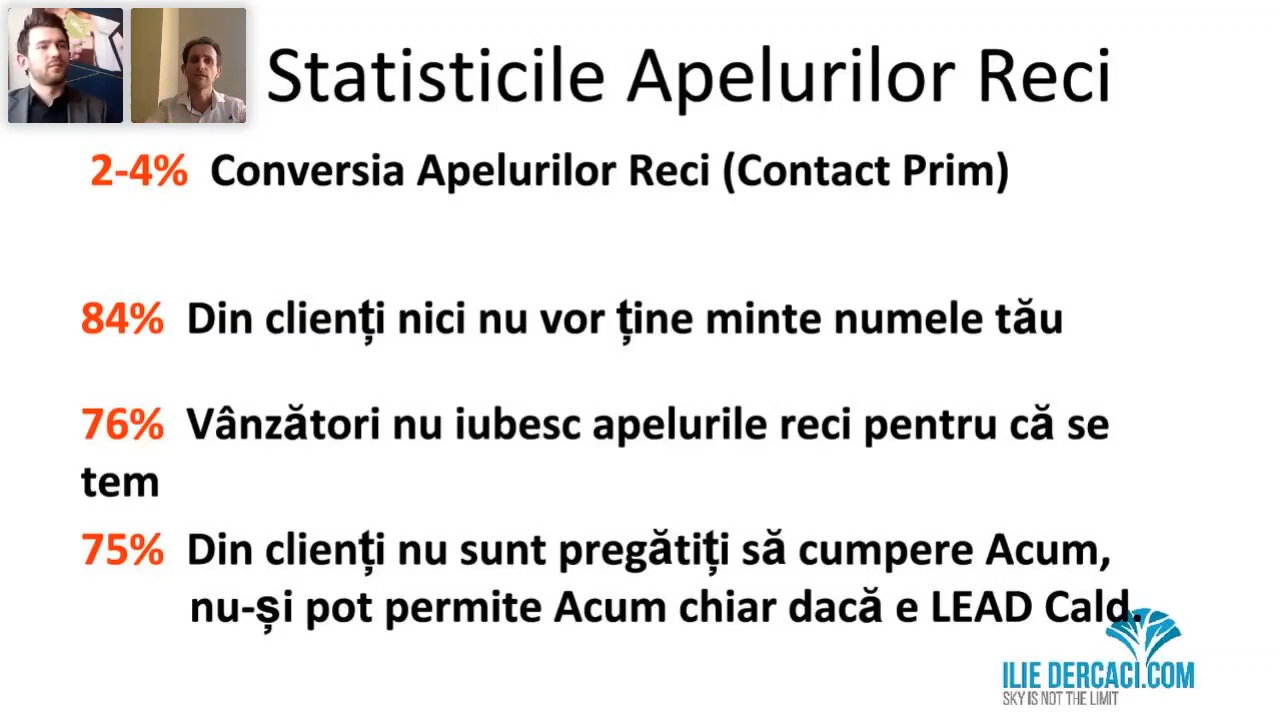 Statisticile Apelurilor Reci
2-4% Conversia Apelurilor Reci (Contact Prim)
84% Din clienți nici nu vor ține minte numele tău
76% Vânzători nu iubesc apelurile reci pentru că se
tem
75% Din clienți nu sunt pregătiți să cumpere Acum,
nu-și pot permite Acum chiar dacă e LEAD Cald.
ILIE DERCACI.COM
SKY IS NOT THE LIMIT